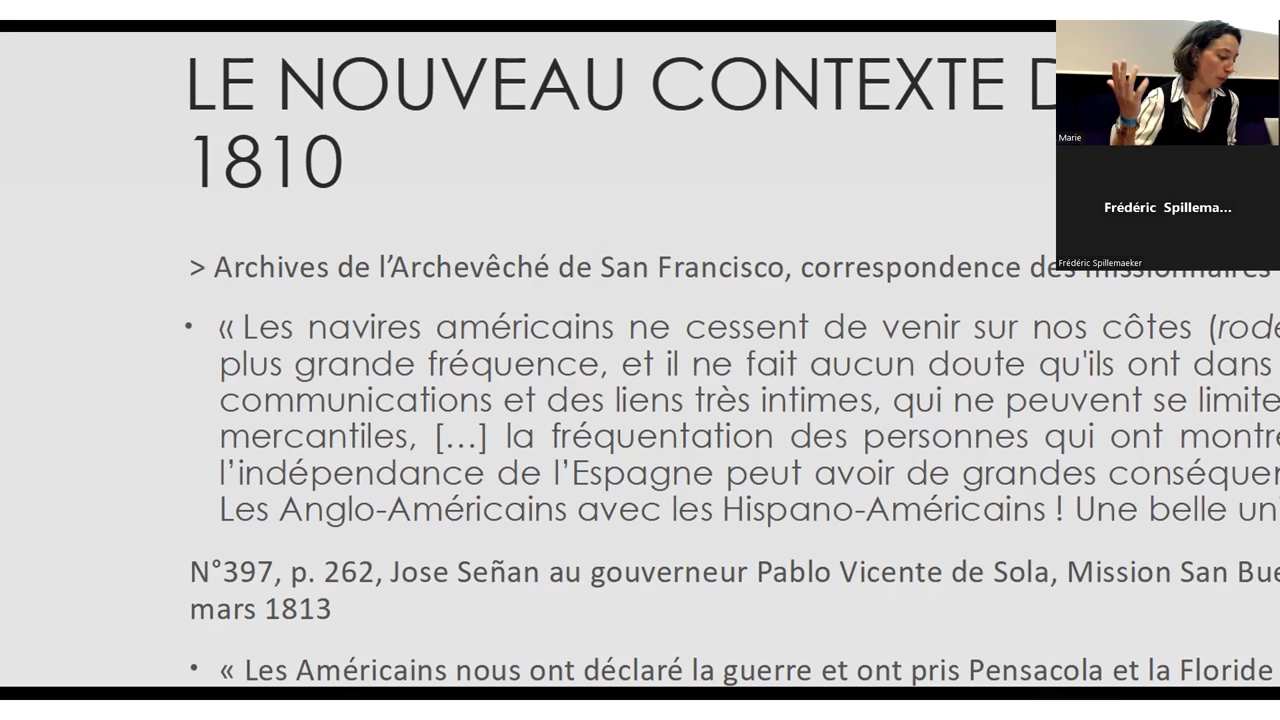 LE NOUVEAU CONTEXTE D
1810
> Archives de l’Archevêché de San Francisco, correspondence des missionnaires
• « Les navires américains ne cessent de venir sur nos côtes (rode
plus grande fréquence, et il ne fait aucun doute qu'ils ont dans
communications et des liens très intimes, qui ne peuvent se limite
mercantiles, […] la fréquentation des personnes qui ont montré
l’indépendance de l’Espagne peut avoir de grandes conséquen
Les Anglo-Américains avec les Hispano-Américains ! Une belle un
N°397, p. 262, Jose Señan au gouverneur Pablo Vicente de Sola, Mission San Bue
mars 1813
• « Les Américains nous ont déclaré la guerre et ont pris Pensacola et la Floride
Marie
Frédéric Spillema...
Frédéric Spillemaeker